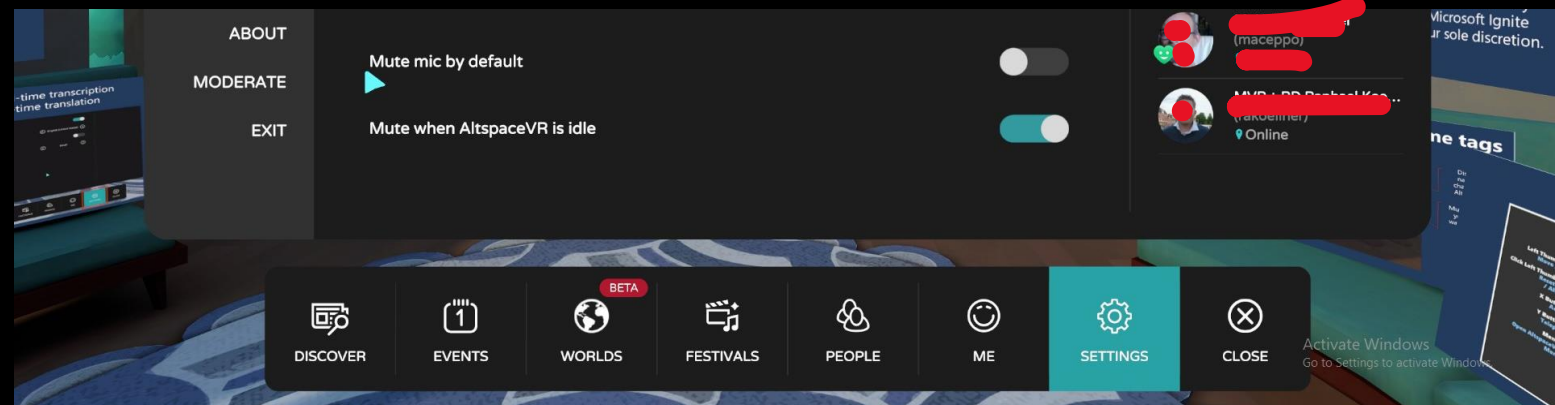 ABOUT
MODERATE
EXIT
Mute mic by default
Mute when AltspaceVR is idle
(maceppo)
Online
Microsoft Ignite
ur sole discretion.
-time transcription
time translation
me tags
BETA
DISCOVER
EVENTS
1
WORLDS
FESTIVALS
PEOPLE
ME
SETTINGS
CLOSE
Activate Windows
Go to Settings to activate Windows.